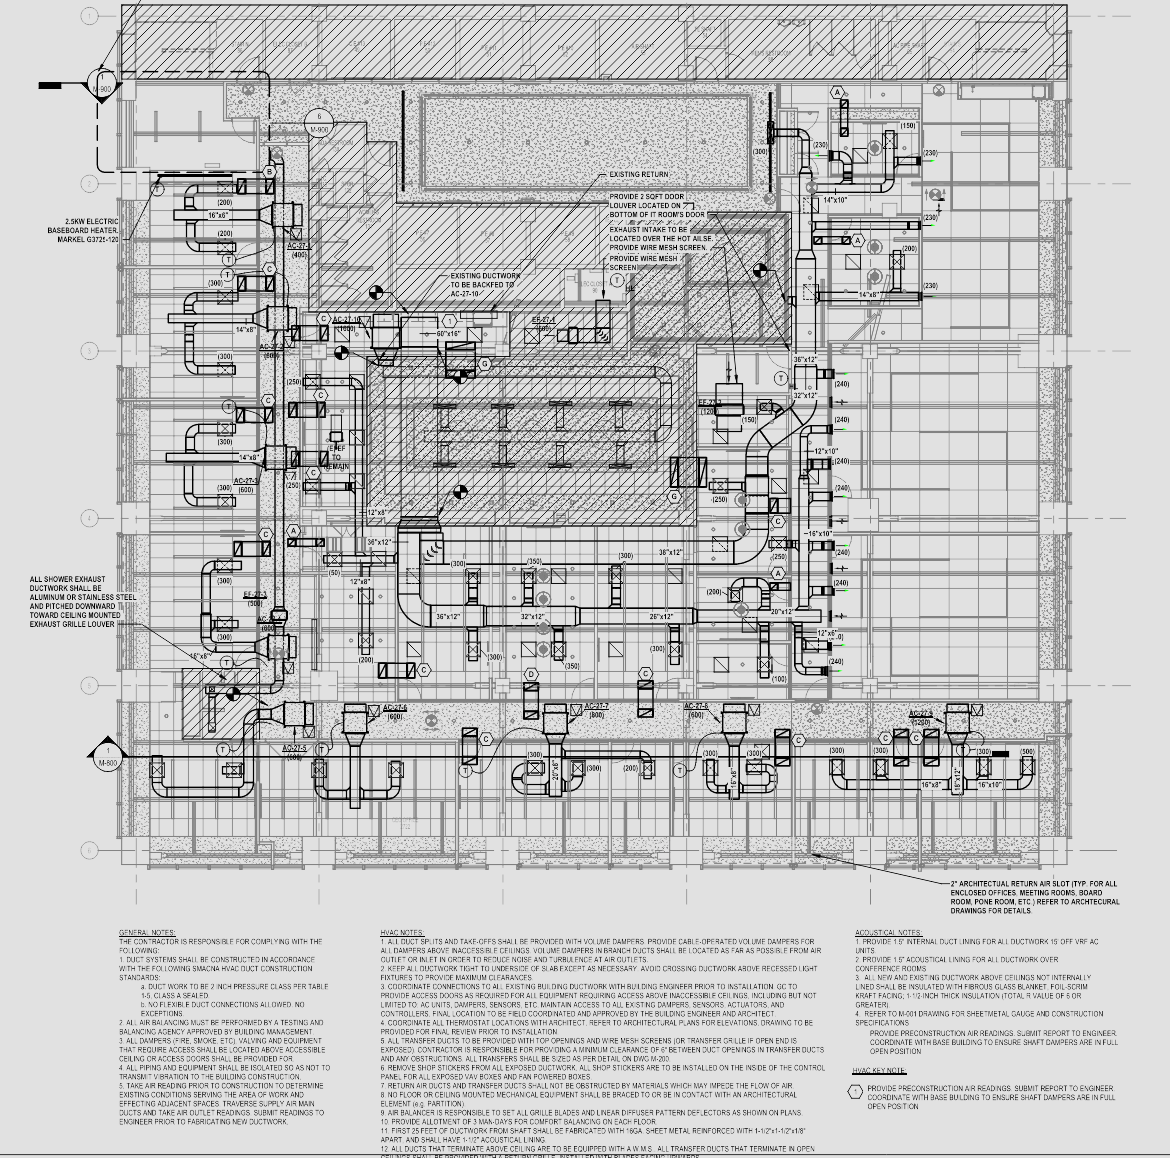 M-900
6
M-900
A
(150)
(230)
(230)
(300)
EXISTING RETURN
PROVIDE 2 SQFT DOOR
LOUVER LOCATED ON
BOTTOM OF IT ROOM'S DOOR
EXHAUST INTAKE TO BE
LOCATED OVER THE HOT AILSE.
PROVIDE WIRE MESH SCREEN.
PROVIDE WIRE MESH
SCREEN
B
(200)
16"x6"
(200)
14"x10"
(230)
A
(200)
2.5KW ELECTRIC
BASEBOARD HEATER.
MARKEL G3725-120
(400)
T
C
T
(300)
EXISTING DUCTWORK
TO BE BACKFED TO
AC-27-10
T
14"x8"
(230)
14"x8"
C
AC-27-10
1
60"x16"
G
36"x12"
(300)
(250)
T
(240)
32"x12"
C
T
C
(150)
(240)
(300)
14"x8"
TO
REMAIN
12"x10"
(240)
C
(250)
AC-27-3
(600)
(300)
G
(250)
(240)
12"x8"
C
A
C
16"x10"
36"x12"
(300)
(350)
(300)
36"x12"
(250)
(240)
(50)
12"x8"
A
(300)
(200)
(240)
ALL SHOWER EXHAUST
DUCTWORK SHALL BE
ALUMINUM OR STAINLESS STEEL
AND PITCHED DOWNWARD
TOWARD CEILING MOUNTED
EXHAUST GRILLE LOUVER
EF-27-3
(500)
36"x12"
32"x12"
26"x12"
20"x12"
12"x6"
(300)
16"x8"
T
(200)
(300)
(350)
(300)
(100)
(240)
C
D
C
AC-27-6
(600)
AC-27-7
(800)
AC-27-8
(600)
AC-27-9
AC-27-5
1
M-800
T
T
C
C
C
C
(300)
(300)
(300)
(300)
(300)
(200)
(300)
(300)
(300)
(300)
(300)
(300)
(500)
T
T
T
20"x8"
16"x8"
16"x8"
16"x12"
16"x10"
2" ARCHITECTUAL RETURN AIR SLOT (TYP. FOR ALL
ENCLOSED OFFICES, MEETING ROOMS, BOARD
ROOM, PONE ROOM, ETC.) REFER TO ARCHTECURAL
DRAWINGS FOR DETAILS.
GENERAL NOTES:
THE CONTRACTOR IS RESPONSIBLE FOR COMPLYING WITH THE
FOLLOWING:
1. DUCT SYSTEMS SHALL BE CONSTRUCTED IN ACCORDANCE
WITH THE FOLLOWING SMACNA HVAC DUCT CONSTRUCTION
STANDARDS:
a. DUCT WORK TO BE 2 INCH PRESSURE CLASS PER TABLE
1-5, CLASS A SEALED.
b. NO FLEXIBLE DUCT CONNECTIONS ALLOWED. NO
EXCEPTIONS.
2. ALL AIR BALANCING MUST BE PERFORMED BY A TESTING AND
BALANCING AGENCY APPROVED BY BUILDING MANAGEMENT.
3. ALL DAMPERS (FIRE, SMOKE, ETC). VALVING AND EQUIPMENT
THAT REQUIRE ACCESS SHALL BE LOCATED ABOVE ACCESSIBLE
CEILING OR ACCESS DOORS SHALL BE PROVIDED FOR.
4. ALL PIPING AND EQUIPMENT SHALL BE ISOLATED SO AS NOT TO
TRANSMIT VIBRATION TO THE BUILDING CONSTRUCTION.
5. TAKE AIR READING PRIOR TO CONSTRUCTION TO DETERMINE
EXISTING CONDITIONS SERVING THE AREA OF WORK AND
EFFECTING ADJACENT SPACES. TRAVERSE SUPPLY AIR MAIN
DUCTS AND TAKE AIR OUTLET READINGS. SUBMIT READINGS TO
ENGINEER PRIOR TO FABRICATING NEW DUCTWORK.
HVAC NOTES:
1. ALL DUCT SPLITS AND TAKE-OFFS SHALL BE PROVIDED WITH VOLUME DAMPERS. PROVIDE CABLE-OPERATED VOLUME DAMPERS FOR
ALL DAMPERS ABOVE INACCESSIBLE CEILINGS. VOLUME DAMPERS IN BRANCH DUCTS SHALL BE LOCATED AS FAR AS POSSIBLE FROM AIR
OUTLET OR INLET IN ORDER TO REDUCE NOISE AND TURBULENCE AT AIR OUTLETS.
2. KEEP ALL DUCTWORK TIGHT TO UNDERSIDE OF SLAB EXCEPT AS NECESSARY. AVOID CROSSING DUCTWORK ABOVE RECESSED LIGHT
FIXTURES TO PROVIDE MAXIMUM CLEARANCES.
3. COORDINATE CONNECTIONS TO ALL EXISTING BUILDING DUCTWORK WITH BUILDING ENGINEER PRIOR TO INSTALLATION. GC TO
PROVIDE ACCESS DOORS AS REQUIRED FOR ALL EQUIPMENT REQUIRING ACCESS ABOVE INACCESSIBLE CEILINGS, INCLUDING BUT NOT
LIMITED TO: AC UNITS, DAMPERS, SENSORS, ETC. MAINTAIN ACCESS TO ALL EXISTING DAMPERS, SENSORS, ACTUATORS, AND
CONTROLLERS. FINAL LOCATION TO BE FIELD COORDINATED AND APPROVED BY THE BUILDING ENGINEER AND ARCHITECT.
4. COORDINATE ALL THERMOSTAT LOCATIONS WITH ARCHITECT. REFER TO ARCHITECTURAL PLANS FOR ELEVATIONS. DRAWING TO BE
PROVIDED FOR FINAL REVIEW PRIOR TO INSTALLATION.
5. ALL TRANSFER DUCTS TO BE PROVIDED WITH TOP OPENINGS AND WIRE MESH SCREENS (OR TRANSFER GRILLE IF OPEN END IS
EXPOSED). CONTRACTOR IS RESPONSIBLE FOR PROVIDING A MINIMUM CLEARANCE OF 6" BETWEEN DUCT OPENINGS IN TRANSFER DUCTS
AND ANY OBSTRUCTIONS. ALL TRANSFERS SHALL BE SIZED AS PER DETAIL ON DWG M-200.
6. REMOVE SHOP STICKERS FROM ALL EXPOSED DUCTWORK. ALL SHOP STICKERS ARE TO BE INSTALLED ON THE INSIDE OF THE CONTROL
PANEL FOR ALL EXPOSED VAV BOXES AND FAN POWERED BOXES.
7. RETURN AIR DUCTS AND TRANSFER DUCTS SHALL NOT BE OBSTRUCTED BY MATERIALS WHICH MAY IMPEDE THE FLOW OF AIR.
8. NO FLOOR OR CEILING MOUNTED MECHANICAL EQUIPMENT SHALL BE BRACED TO OR BE IN CONTACT WITH AN ARCHITECTURAL
ELEMENT (e.g. PARTITION).
9. AIR BALANCER IS RESPONSIBLE TO SET ALL GRILLE BLADES AND LINEAR DIFFUSER PATTERN DEFLECTORS AS SHOWN ON PLANS.
10. PROVIDE ALLOTMENT OF 3 MAN-DAYS FOR COMFORT BALANCING ON EACH FLOOR.
11. FIRST 25 FEET OF DUCTWORK FROM SHAFT SHALL BE FABRICATED WITH 16GA. SHEET METAL REINFORCED WITH 1-1/2"x1-1/2"x1/8"
APART, AND SHALL HAVE 1-1/2" ACOUSTICAL LINING.
12. ALL DUCTS THAT TERMINATE ABOVE CEILING ARE TO BE EQUIPPED WITH A W.M.S.. ALL TRANSFER DUCTS THAT TERMINATE IN OPEN
CEILINGS SHALL BE PROVIDED WITH A RETURN GRILLE, INSTALLED WITH BLADES FACING UPWARDS.
ACOUSTICAL NOTES:
1. PROVIDE 1.5" INTERNAL DUCT LINING FOR ALL DUCTWORK 15' OFF VRF AC
UNITS.
2. PROVIDE 1.5" ACOUSTICAL LINING FOR ALL DUCTWORK OVER
CONFERENCE ROOMS
3. ALL NEW AND EXISTING DUCTWORK ABOVE CEILINGS NOT INTERNALLY
LINED SHALL BE INSULATED WITH FIBROUS GLASS BLANKET, FOIL-SCRIM
KRAFT FACING; 1-1/2-INCH THICK INSULATION (TOTAL R VALUE OF 6 OR
GREATER)
4. REFER TO M-001 DRAWING FOR SHEETMETAL GAUGE AND CONSTRUCTION
SPECIFICATIONS
PROVIDE PRECONSTRUCTION AIR READINGS. SUBMIT REPORT TO ENGINEER.
COORDINATE WITH BASE BUILDING TO ENSURE SHAFT DAMPERS ARE IN FULL
OPEN POSITION
HVAC KEY NOTE:
1
PROVIDE PRECONSTRUCTION AIR READINGS. SUBMIT REPORT TO ENGINEER.
COORDINATE WITH BASE BUILDING TO ENSURE SHAFT DAMPERS ARE IN FULL
OPEN POSITION